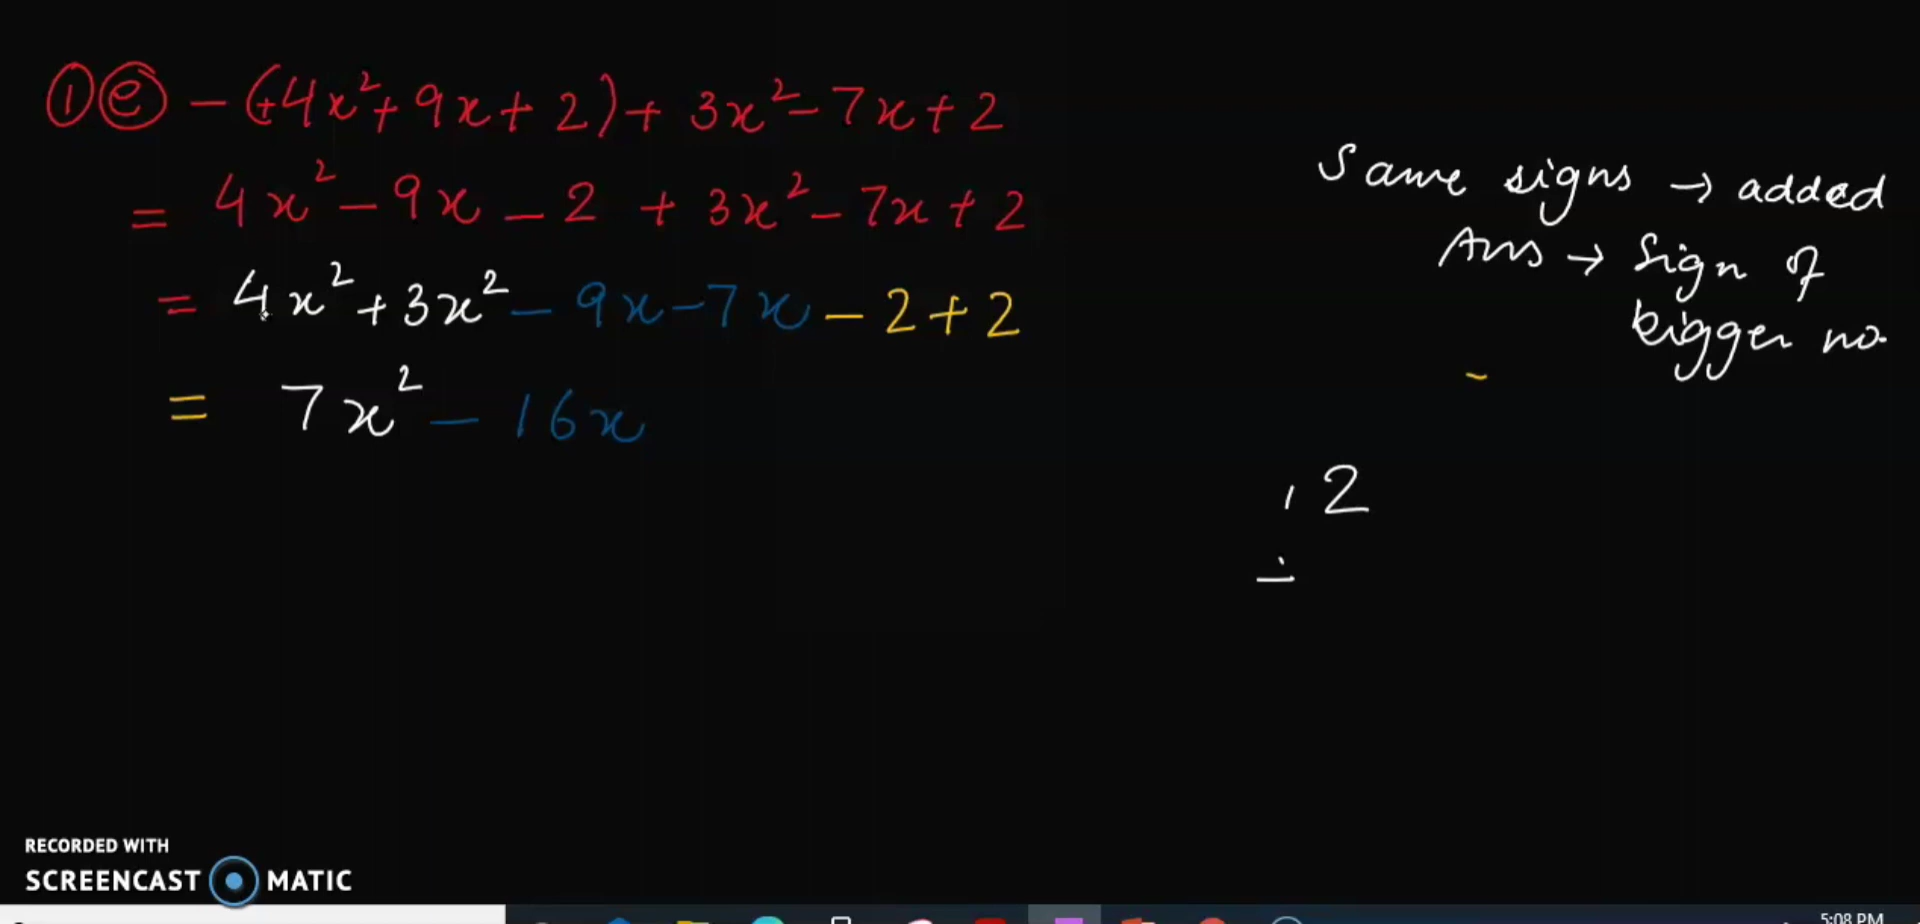 ① ⓔ - (+4x² + 9x + 2) + 3x² - 7x + 2
= 4x² - 9x - 2 + 3x² - 7x + 2
= 4x² + 3x² - 9x - 7x - 2 + 2
= 7x² - 16x
Same signs → added
Ans → Sign of
bigger no.
-
, 2
RECORDED WITH
SCREENCAST MATIC
5:08 PM